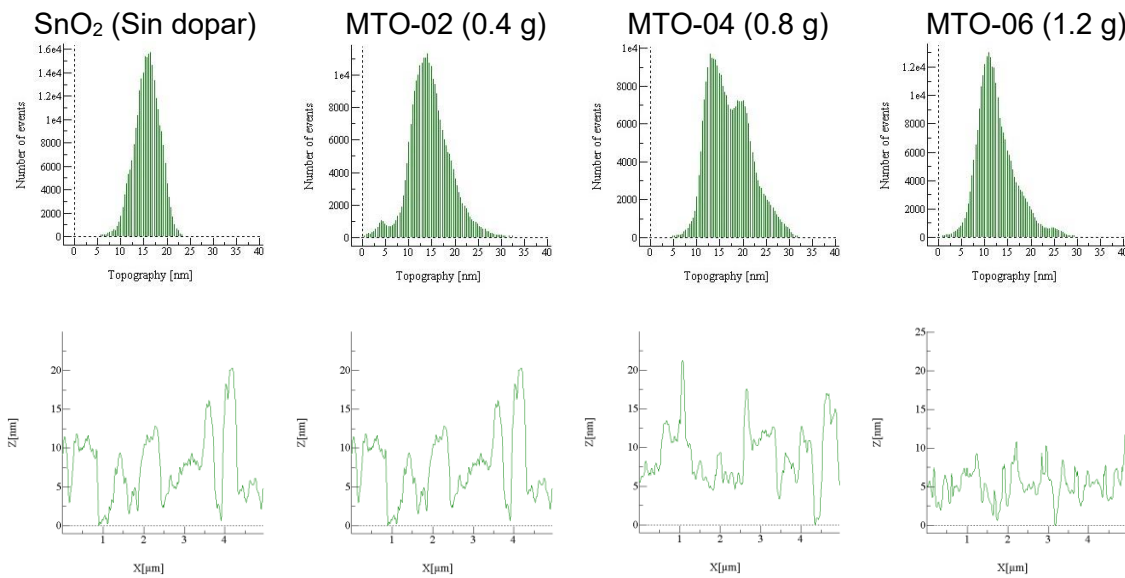 SnO₂ (Sin dopar) MTO-02 (0.4 g) MTO-04 (0.8 g) MTO-06 (1.2 g)
Number of events
1.6e4
1.4e4
1.2e4
1e4
8000
6000
4000
2000
0
0 5 10 15 20 25 30 35 40
Topography [nm]
Number of events
1e4
8000
6000
4000
2000
0
0 5 10 15 20 25 30 35 40
Topography [nm]
Number of events
1e4
8000
6000
4000
2000
0
0 5 10 15 20 25 30 35 40
Topography [nm]
Number of events
1.2e4
1e4
8000
6000
4000
2000
0
0 5 10 15 20 25 30 35 40
Topography [nm]
Z[nm]
20
15
10
5
0
1 2 3 4
X[µm]
Z[nm]
20
15
10
5
0
1 2 3 4
X[µm]
Z[nm]
20
15
10
5
0
1 2 3 4
X[µm]
Z[nm]
25
20
15
10
5
0
1 2 3 4
X[µm]